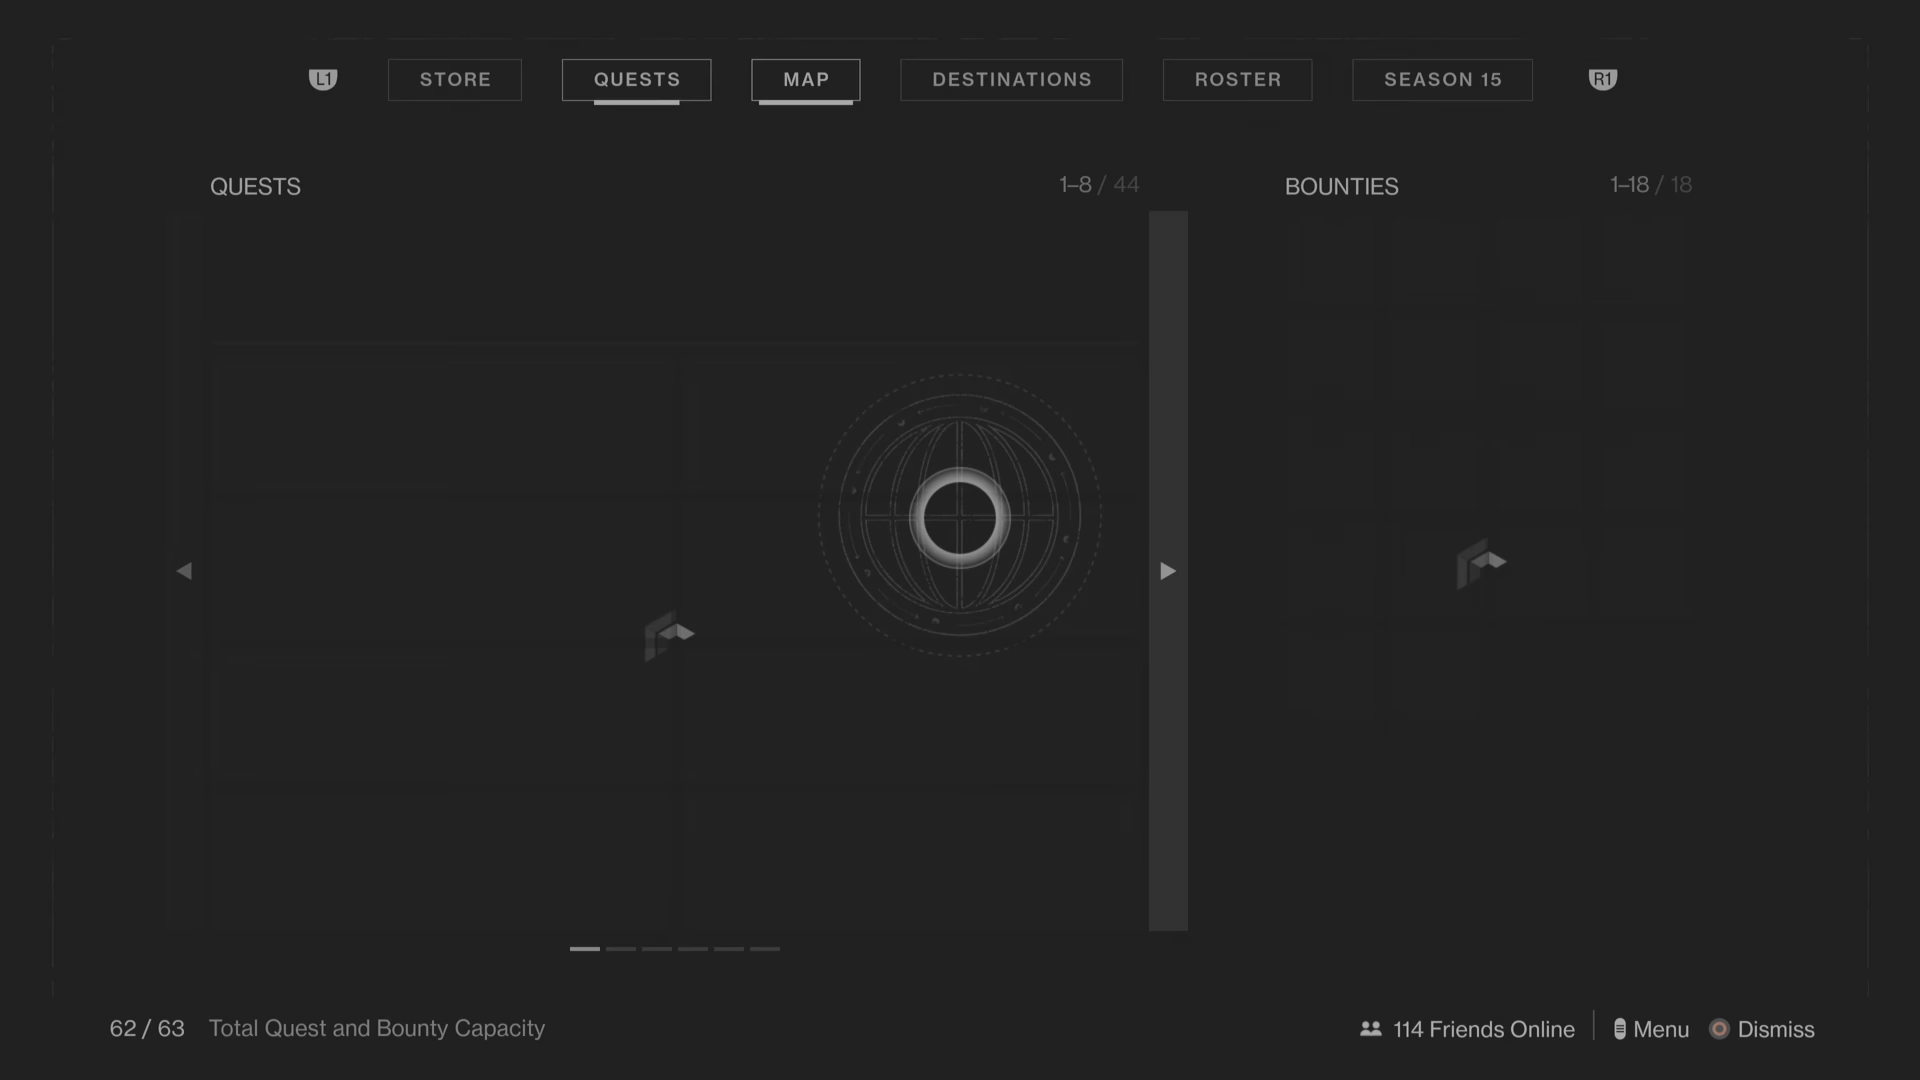 L1 STORE QUESTS MAP DESTINATIONS ROSTER SEASON 15 R1
QUESTS 1–8 / 44
BOUNTIES 1–18 / 18
62 / 63 Total Quest and Bounty Capacity
114 Friends Online Menu Dismiss